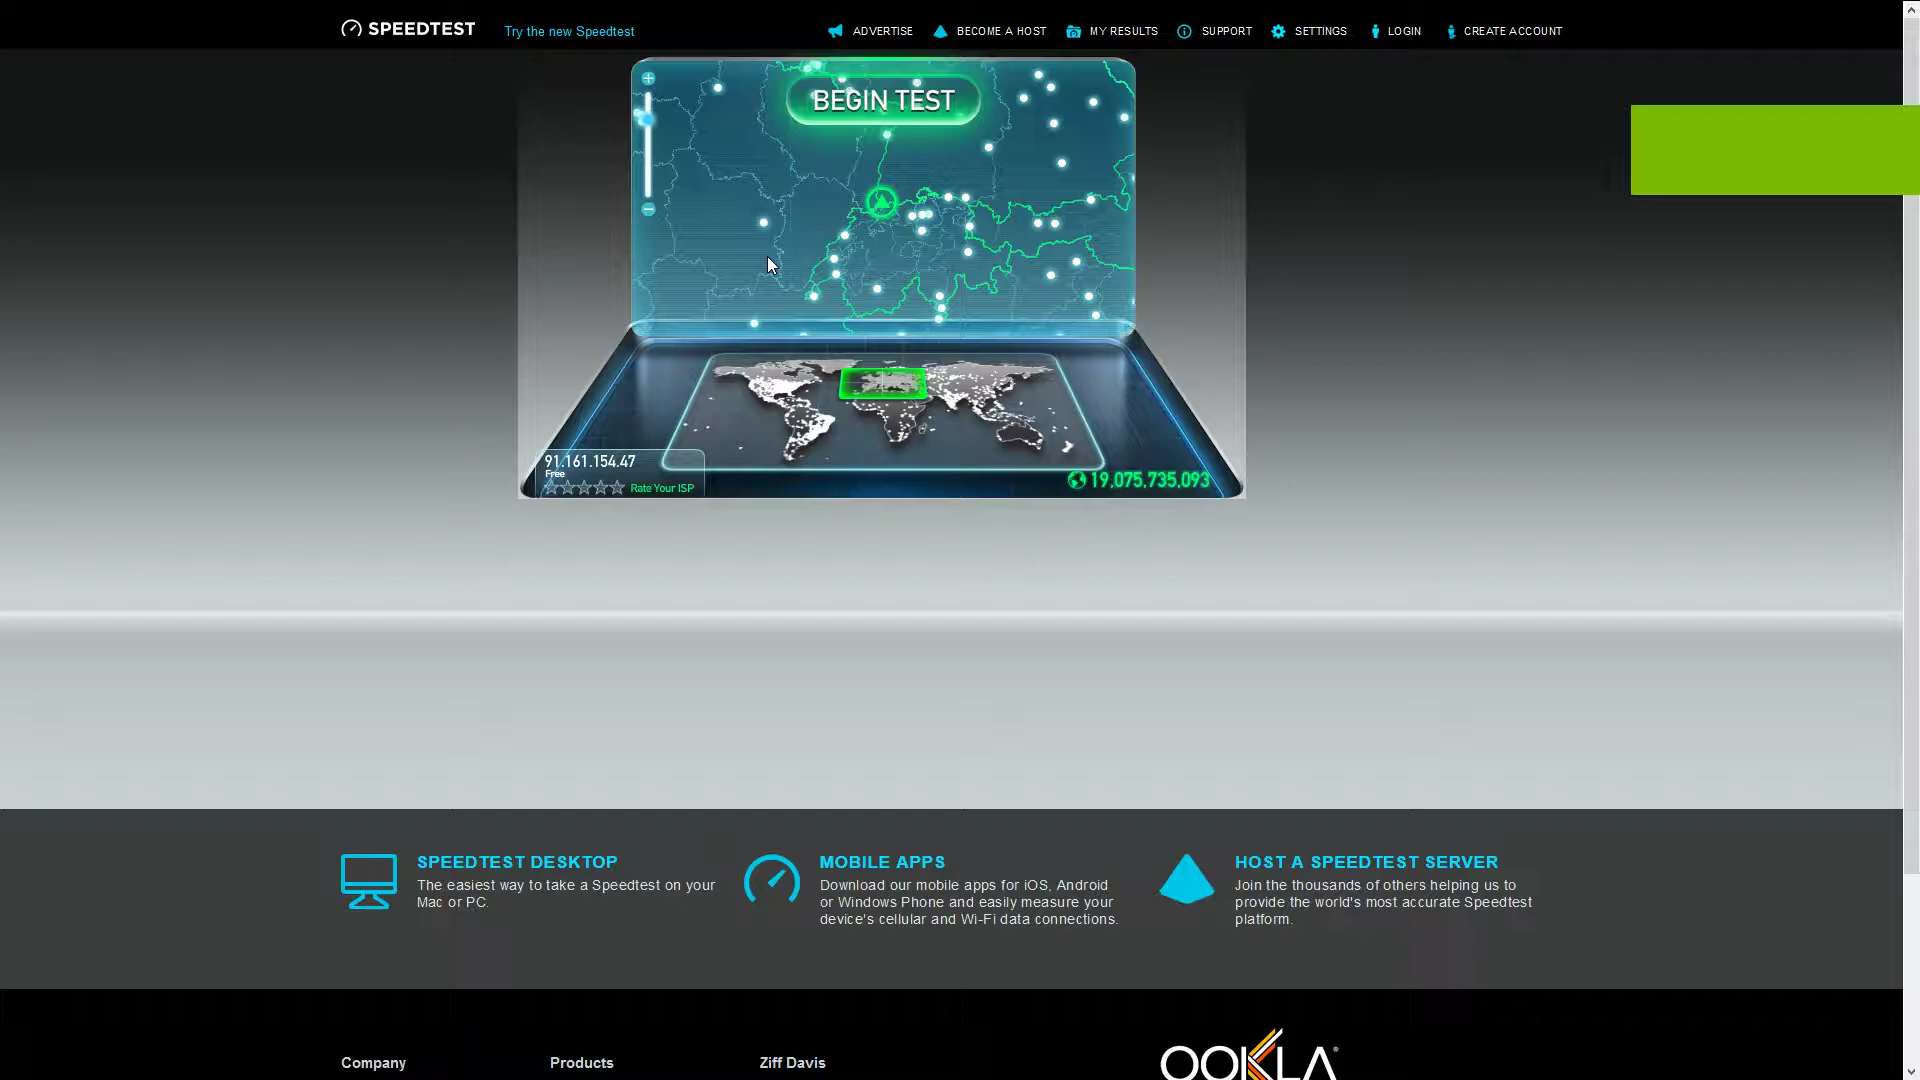 SPEEDTEST
Try the new Speedtest
ADVERTISE
BECOME A HOST
MY RESULTS
SUPPORT
SETTINGS
LOGIN
CREATE ACCOUNT
BEGIN TEST
91.161.154.47
Free
Rate Your ISP
19,075,735,093
SPEEDTEST DESKTOP
The easiest way to take a Speedtest on your
Mac or PC.
MOBILE APPS
Download our mobile apps for iOS, Android
or Windows Phone and easily measure your
device's cellular and Wi-Fi data connections.
HOST A SPEEDTEST SERVER
Join the thousands of others helping us to
provide the world's most accurate Speedtest
platform.
Company
Products
Ziff Davis
OOKLA®